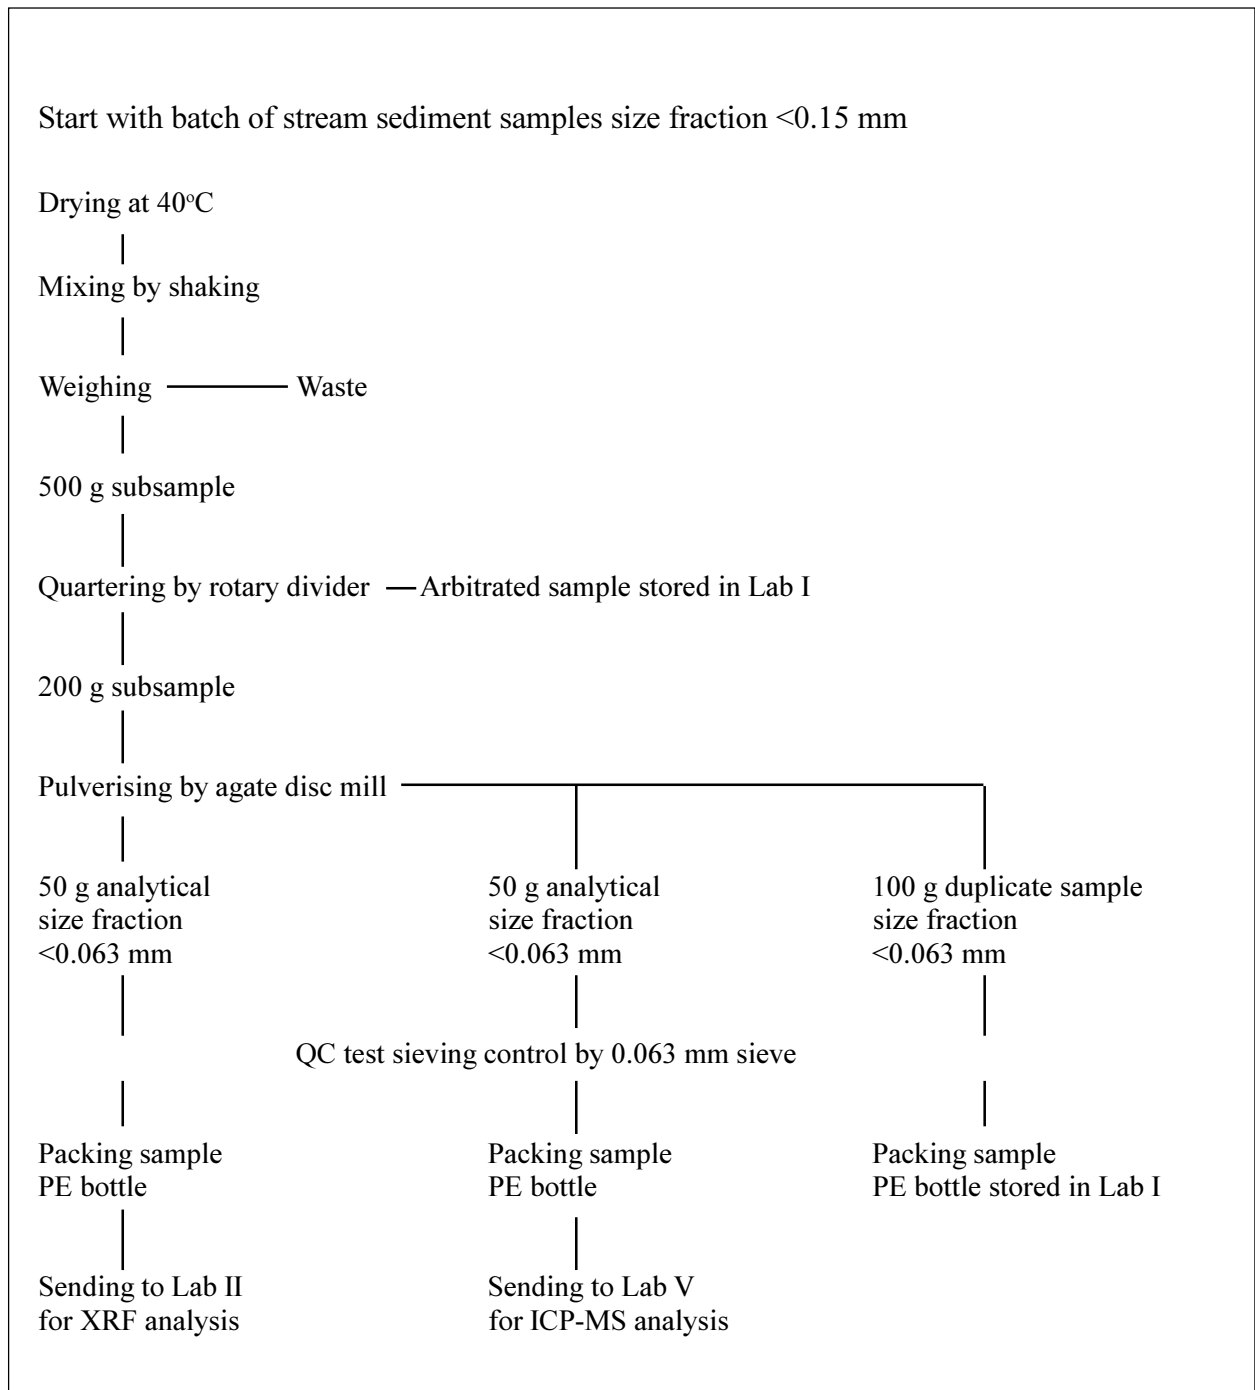 Start with batch of stream sediment samples size fraction <0.15 mm
Drying at 40°C
Mixing by shaking
Weighing
Waste
500 g subsample
Quartering by rotary divider
Arbitrated sample stored in Lab I
200 g subsample
Pulverising by agate disc mill
50 g analytical
size fraction
<0.063 mm
50 g analytical
size fraction
<0.063 mm
100 g duplicate sample
size fraction
<0.063 mm
QC test sieving control by 0.063 mm sieve
Packing sample
PE bottle
Packing sample
PE bottle
Packing sample
PE bottle stored in Lab I
Sending to Lab II
for XRF analysis
Sending to Lab V
for ICP-MS analysis